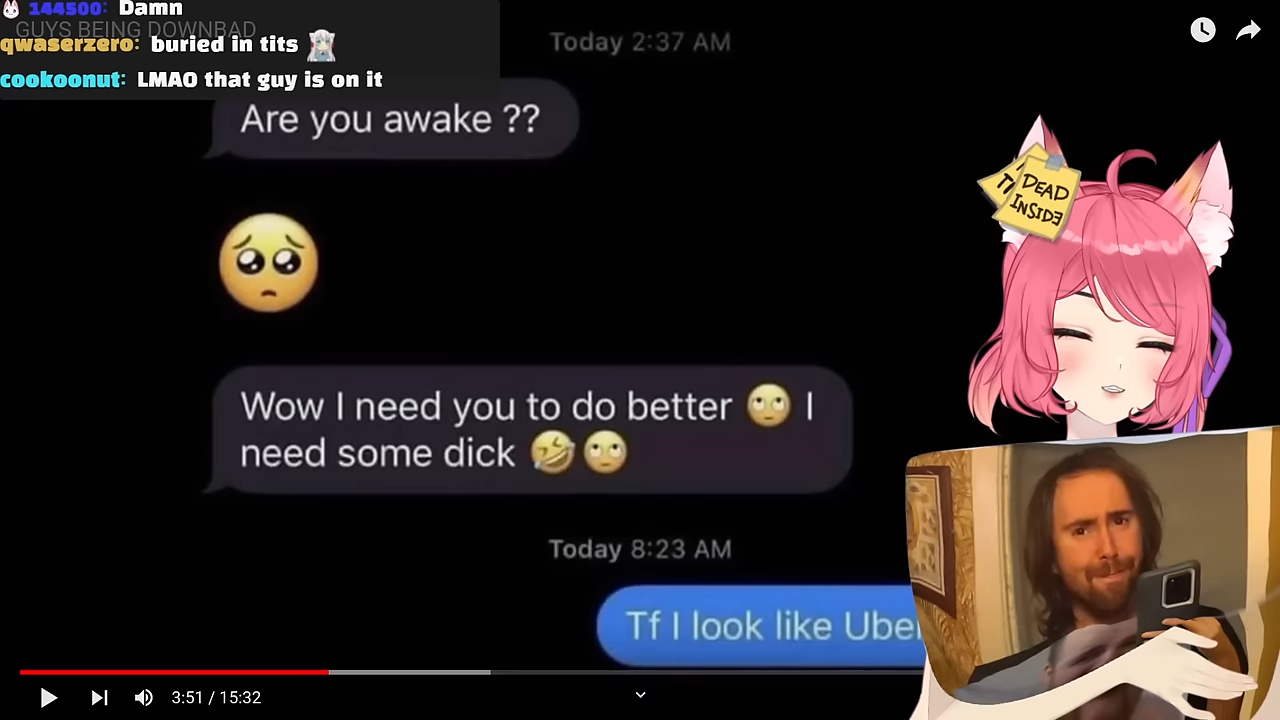 144500: Damn
GUYS BEING DOWNBAD
qwaserzero: buried in tits
cookoonut: LMAO that guy is on it
Today 2:37 AM
Are you awake ??
DEAD
INSIDE
Wow I need you to do better 🙄 I
need some dick 🤣🙄
Today 8:23 AM
Tf I look like Uber
3:51 / 15:32